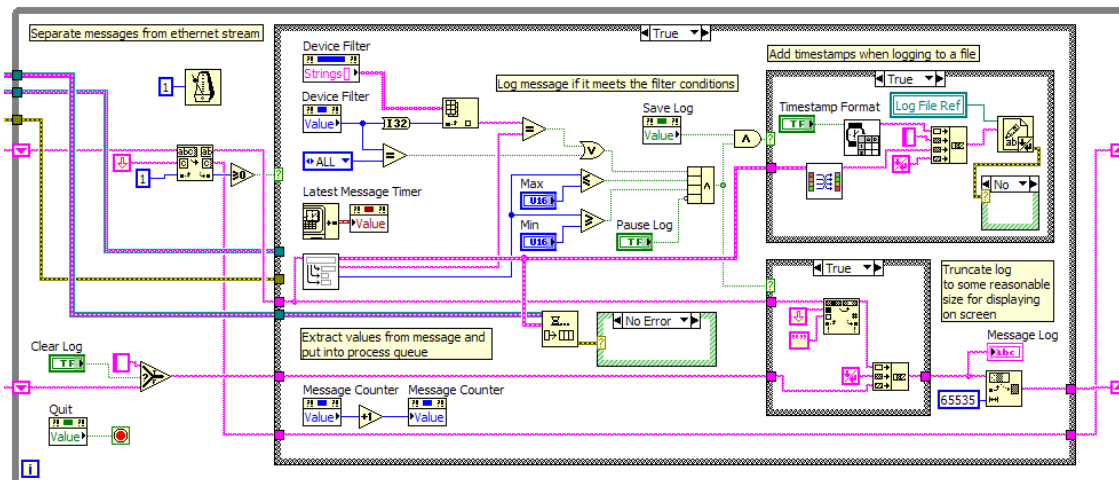 Separate messages from ethernet stream
True
Device Filter
Strings[]
Device Filter
Value
I32
ALL
Latest Message Timer
Value
Log message if it meets the filter conditions
Save Log
Value
Max
U16
Min
U16
Pause Log
TF
Add timestamps when logging to a file
True
Timestamp Format
TF
Log File Ref
No
1
1
Extract values from message and
put into process queue
No Error
True
Truncate log
to some reasonable
size for displaying
on screen
Message Log
abc
65535
Clear Log
TF
Message Counter
Value
+1
Message Counter
Value
Quit
Value
i